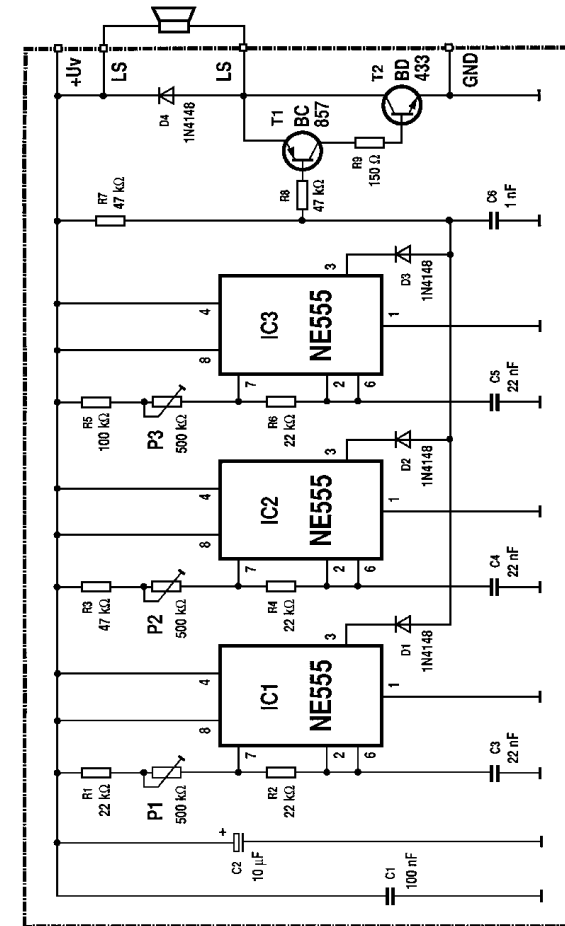 C1
100 nF
+
C2
10 µF
R1
22 kΩ
P1
500 kΩ
R2
22 kΩ
C3
22 nF
8
4
7
2
6
3
1
IC1
NE555
D1
1N4148
R3
47 kΩ
P2
500 kΩ
R4
22 kΩ
C4
22 nF
8
4
7
2
6
3
1
IC2
NE555
D2
1N4148
R5
100 kΩ
P3
500 kΩ
R6
22 kΩ
C5
22 nF
8
4
7
2
6
3
1
IC3
NE555
D3
1N4148
R7
47 kΩ
C6
1 nF
R8
47 kΩ
T1
BC
857
R9
150 Ω
D4
1N4148
T2
BD
433
+Uv
LS
LS
GND